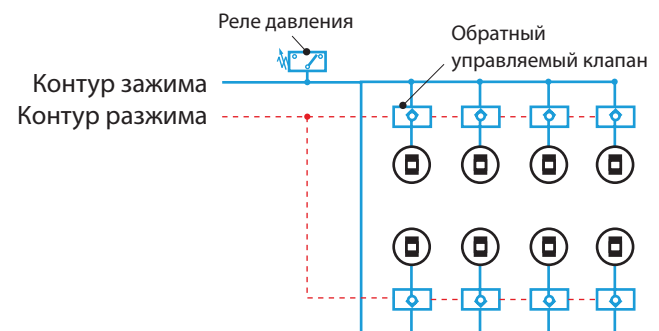 Реле давления
Обратный
управляемый клапан
Контур зажима
Контур разжима